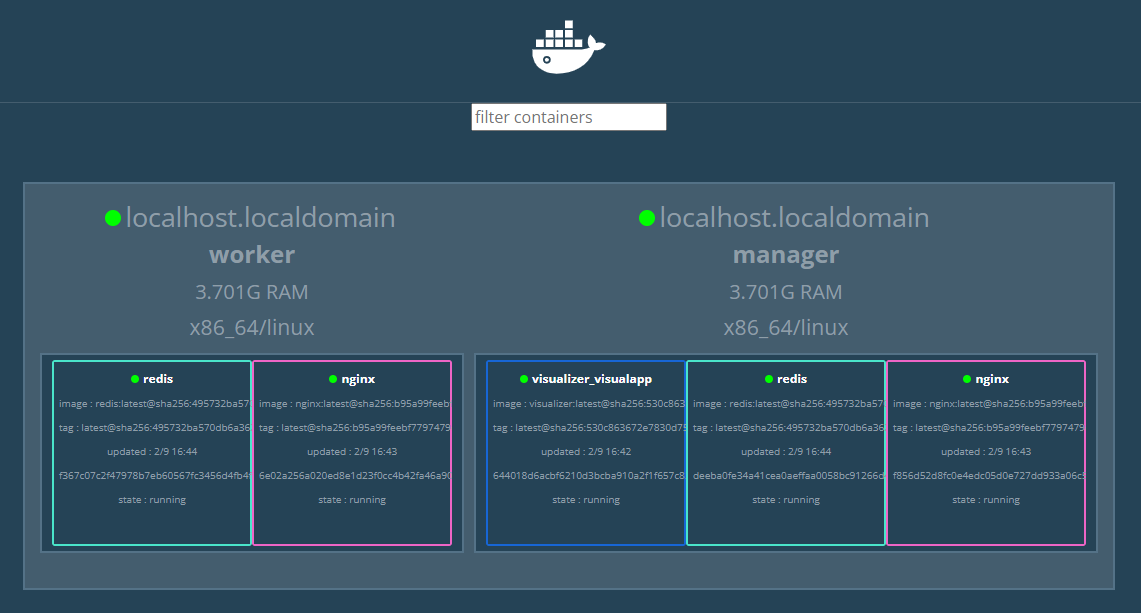 filter containers
localhost.localdomain
worker
3.701G RAM
x86_64/linux
redis
image : redis:latest@sha256:495732ba57
tag : latest@sha256:495732ba570db6a36
updated : 2/9 16:44
f367c07c2f47978b7eb60567fc3456d4fb4
state : running
nginx
image : nginx:latest@sha256:b95a99feeb
tag : latest@sha256:b95a99feebf7797479
updated : 2/9 16:43
6e02a256a020ed8e1d23f0cc4b42fa46a90
state : running
localhost.localdomain
manager
3.701G RAM
x86_64/linux
visualizer_visualapp
image : visualizer:latest@sha256:530c863
tag : latest@sha256:530c863672e7830d7
updated : 2/9 16:42
644018d6acbf6210d3bcba910a2f1f657c8
state : running
redis
image : redis:latest@sha256:495732ba57
tag : latest@sha256:495732ba570db6a36
updated : 2/9 16:44
deeba0fe34a41cea0aeffaa0058bc91266d
state : running
nginx
image : nginx:latest@sha256:b95a99feeb
tag : latest@sha256:b95a99feebf7797479
updated : 2/9 16:43
f856d52d8fc0e4edc05d0e727dd933a06c
state : running